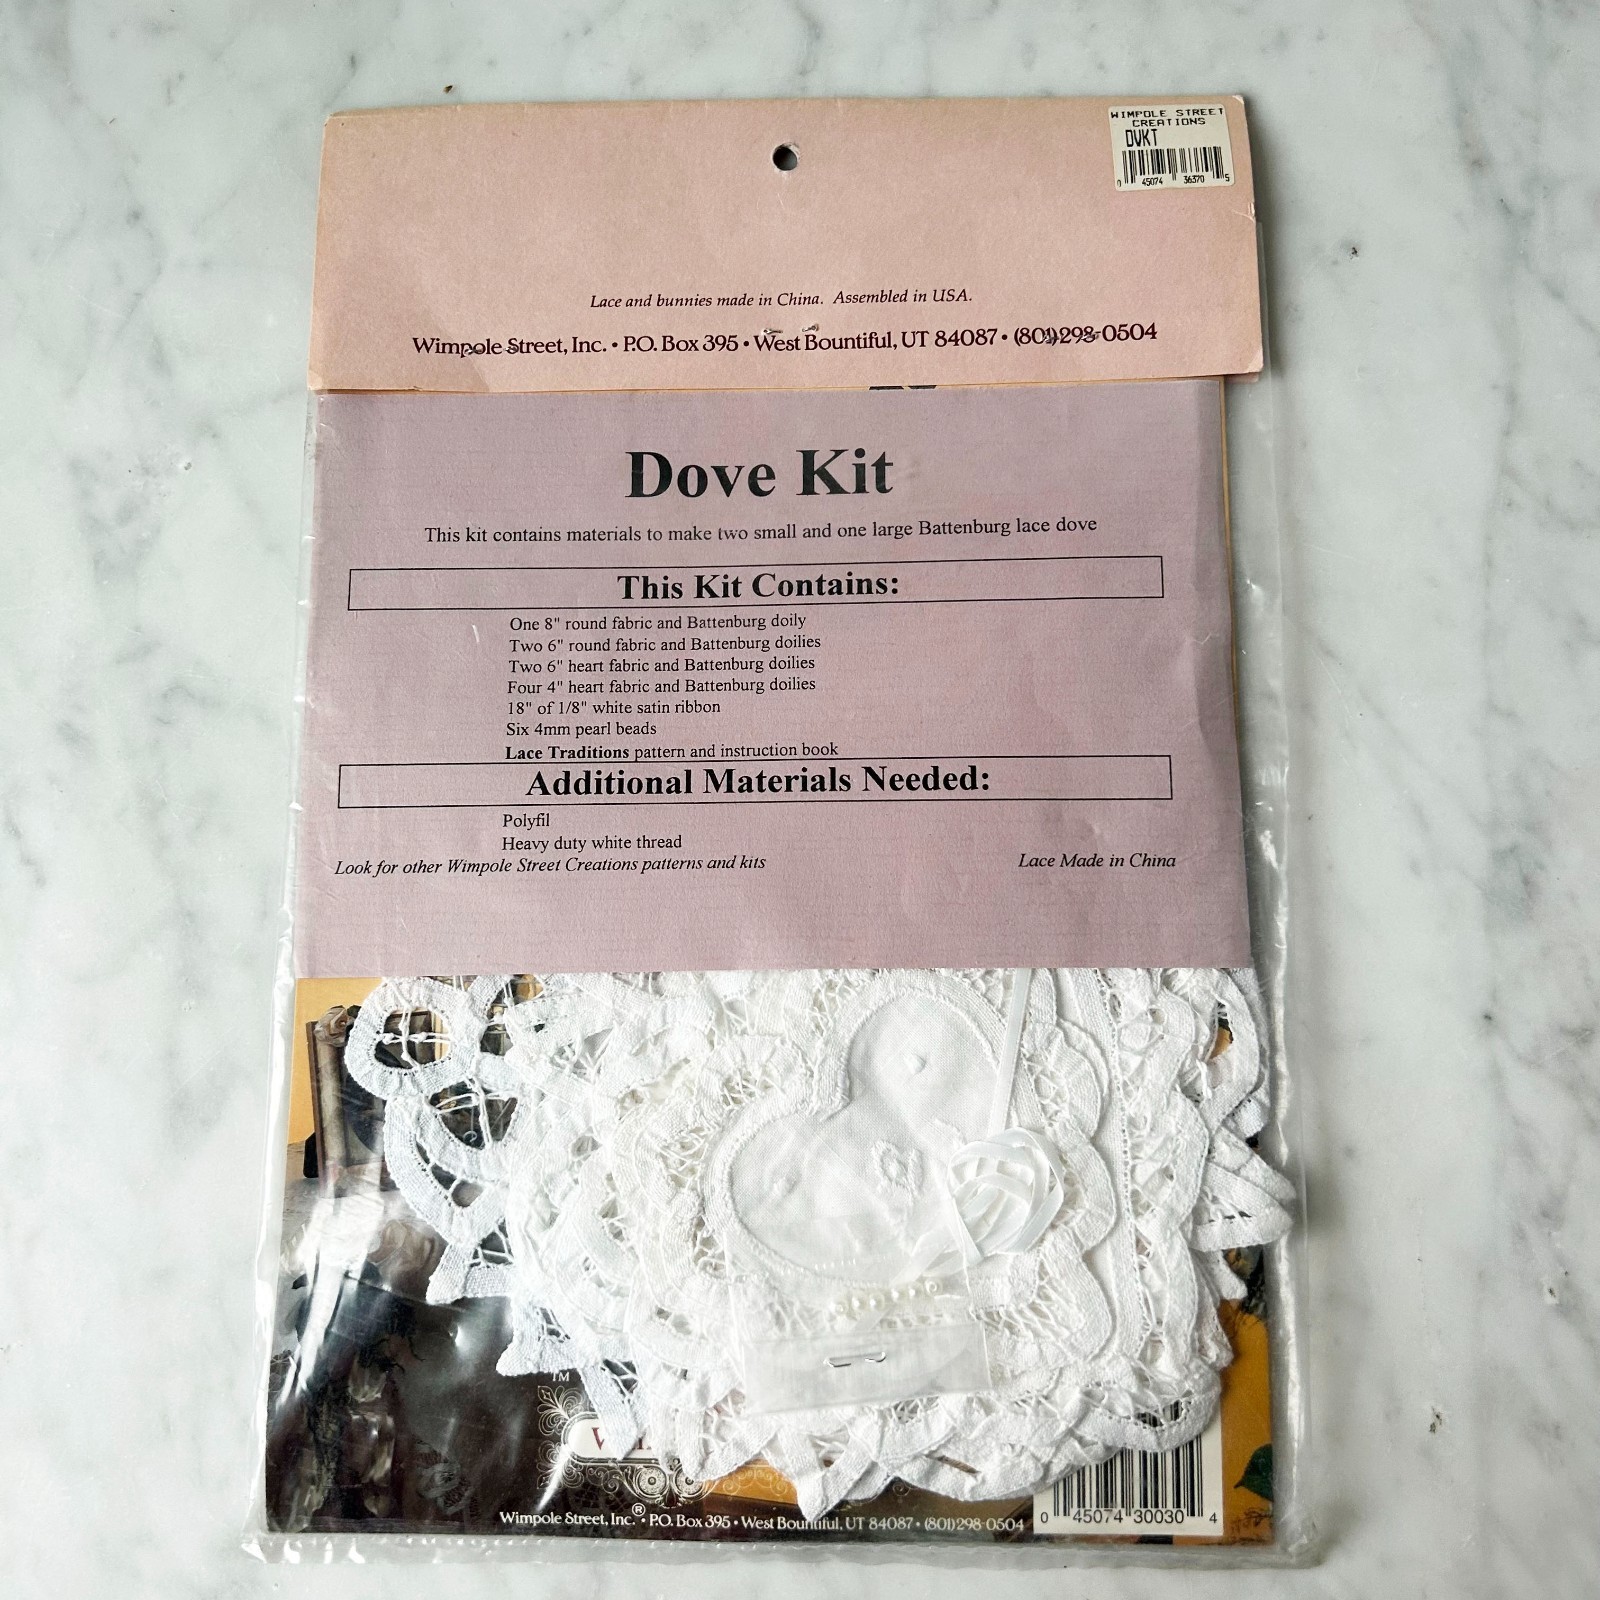 WIMPOLE STREET
CREATIONS
DVKT
0 45074 36370 5
Lace and bunnies made in China. Assembled in USA.
Wimpole Street, Inc. • P.O. Box 395 • West Bountiful, UT 84087 • (801)298-0504
Dove Kit
This kit contains materials to make two small and one large Battenburg lace dove
This Kit Contains:
One 8" round fabric and Battenburg doily
Two 6" round fabric and Battenburg doilies
Two 6" heart fabric and Battenburg doilies
Four 4" heart fabric and Battenburg doilies
18" of 1/8" white satin ribbon
Six 4mm pearl beads
Lace Traditions pattern and instruction book
Additional Materials Needed:
Polyfil
Heavy duty white thread
Look for other Wimpole Street Creations patterns and kits
Lace Made in China
TM
Wimpole Street, Inc.® • P.O. Box 395 • West Bountiful, UT 84087 • (801)298-0504
0 45074 30030 4